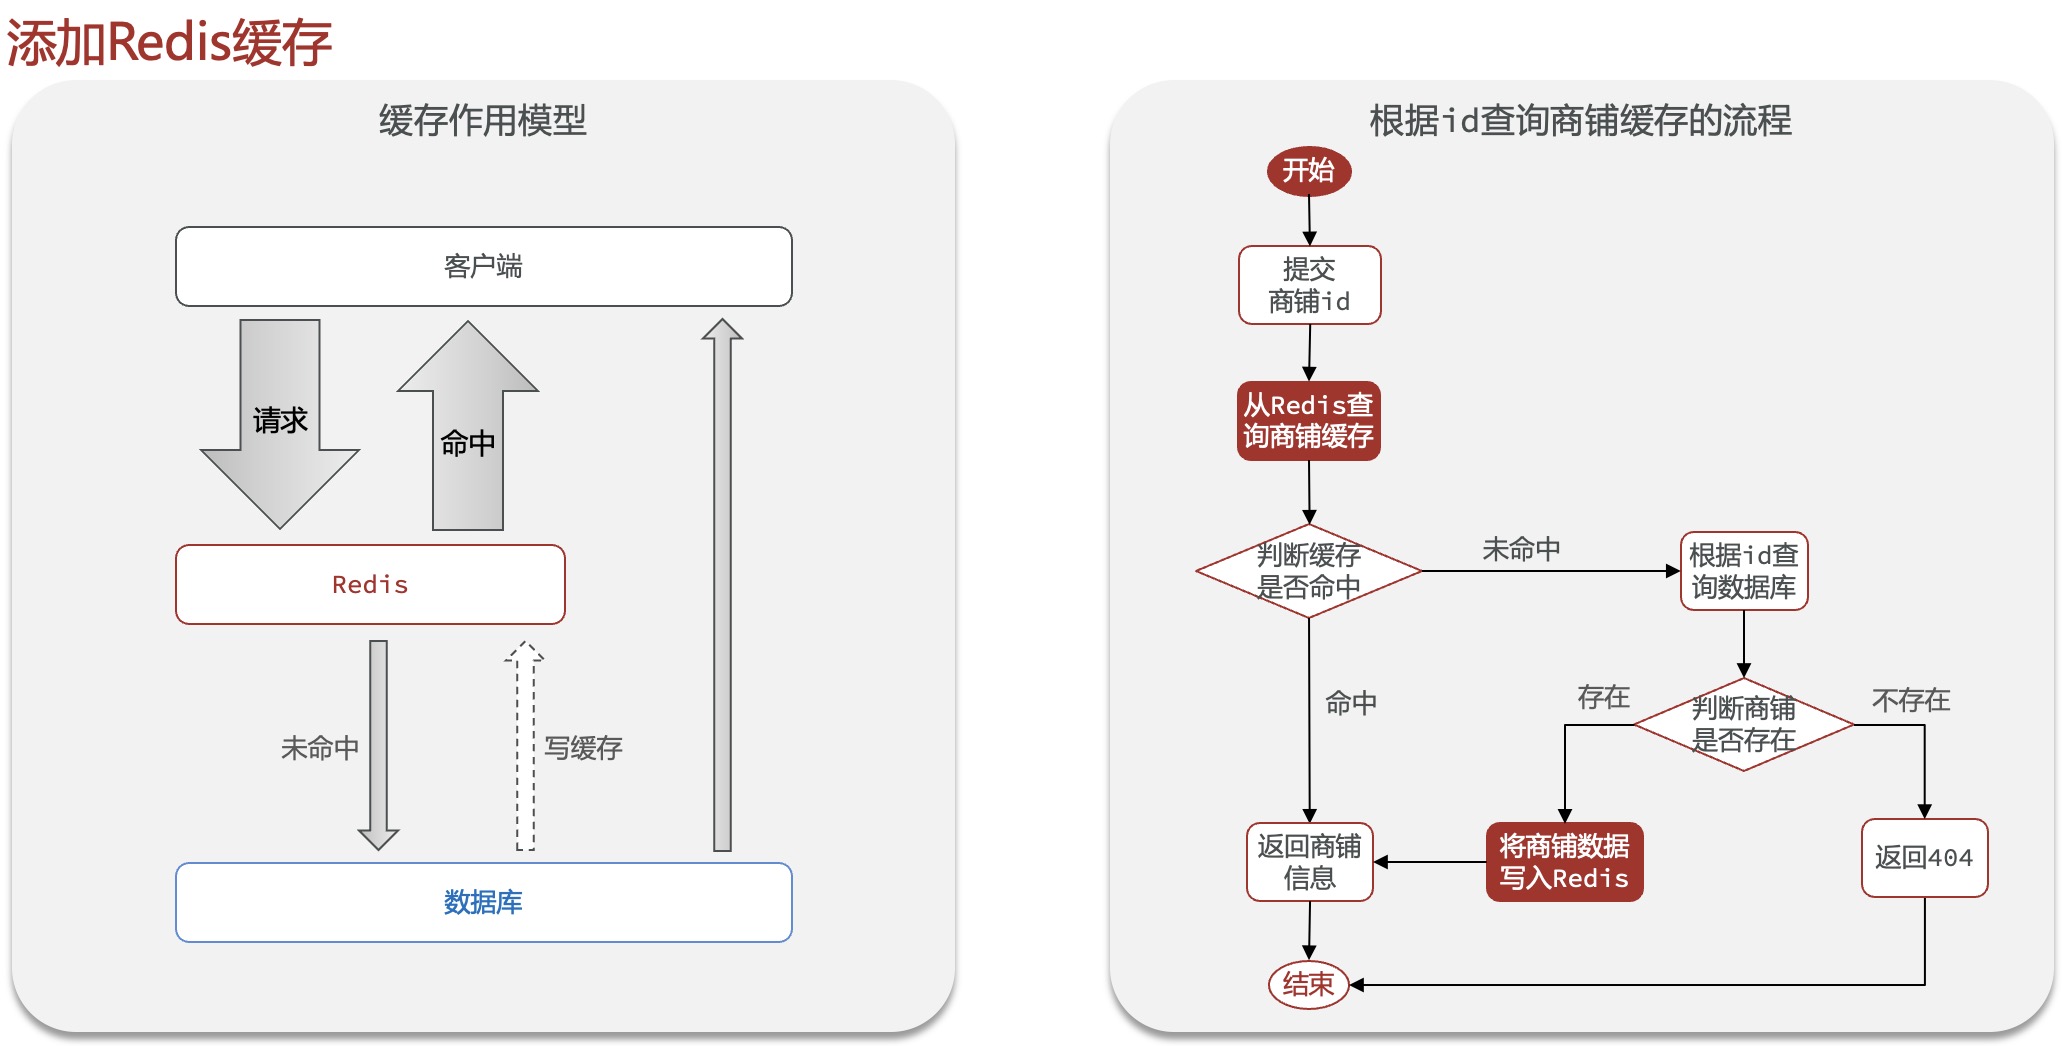 添加Redis缓存
缓存作用模型
客户端
请求
命中
Redis
未命中
写缓存
数据库
根据id查询商铺缓存的流程
开始
提交
商铺id
从Redis查
询商铺缓存
判断缓存
是否命中
未命中
根据id查
询数据库
命中
存在
判断商铺
是否存在
不存在
返回商铺
信息
将商铺数据
写入Redis
返回404
结束